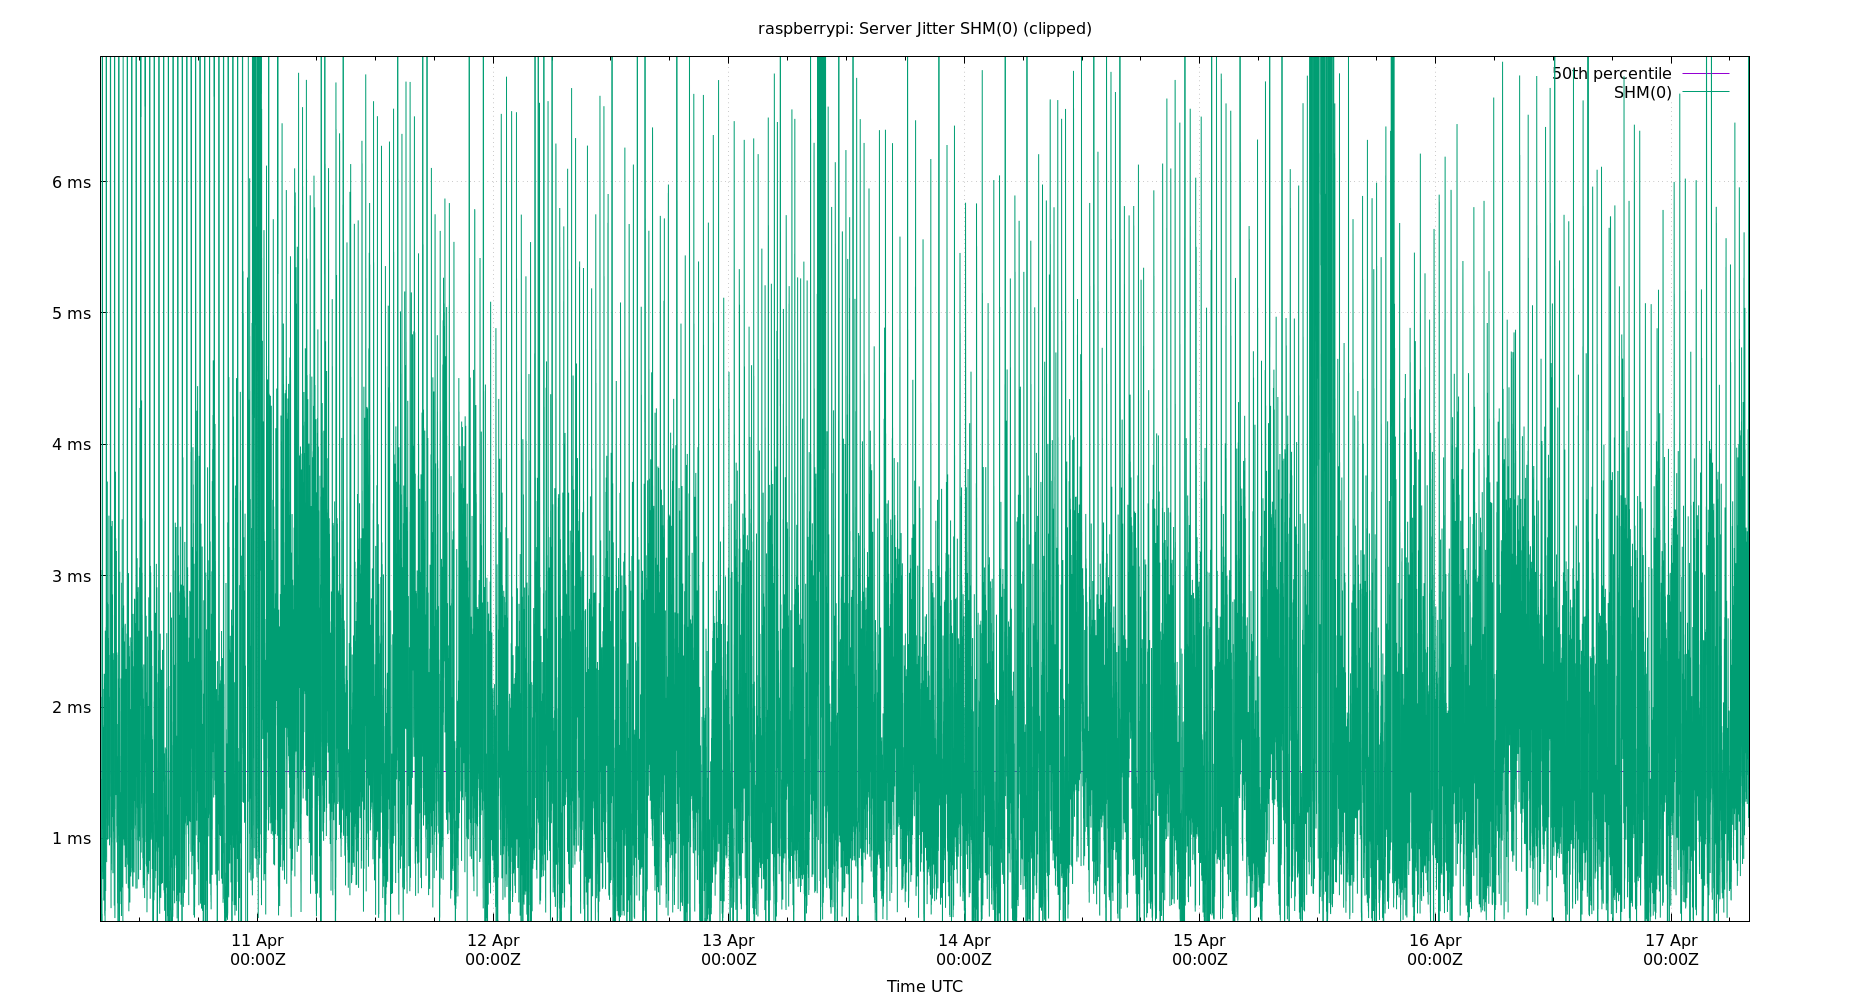 raspberrypi: Server Jitter SHM(0) (clipped)
50th percentile
SHM(0)
6 ms
5 ms
4 ms
3 ms
2 ms
1 ms
11 Apr 12 Apr 13 Apr 14 Apr 15 Apr 16 Apr 17 Apr
00:00Z 00:00Z 00:00Z 00:00Z 00:00Z 00:00Z 00:00Z
Time UTC